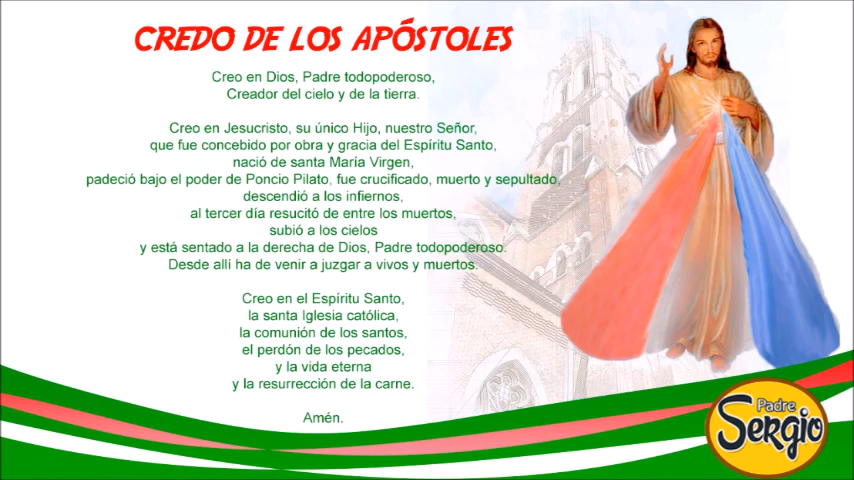 CREDO DE LOS APÓSTOLES
Creo en Dios, Padre todopoderoso,
Creador del cielo y de la tierra.
Creo en Jesucristo, su único Hijo, nuestro Señor,
que fue concebido por obra y gracia del Espíritu Santo,
nació de santa María Virgen,
padeció bajo el poder de Poncio Pilato, fue crucificado, muerto y sepultado,
descendió a los infiernos,
al tercer día resucitó de entre los muertos,
subió a los cielos
y está sentado a la derecha de Dios, Padre todopoderoso.
Desde allí ha de venir a juzgar a vivos y muertos.
Creo en el Espíritu Santo,
la santa Iglesia católica,
la comunión de los santos,
el perdón de los pecados,
y la vida eterna
y la resurrección de la carne.
Amén.
Padre
Sergio